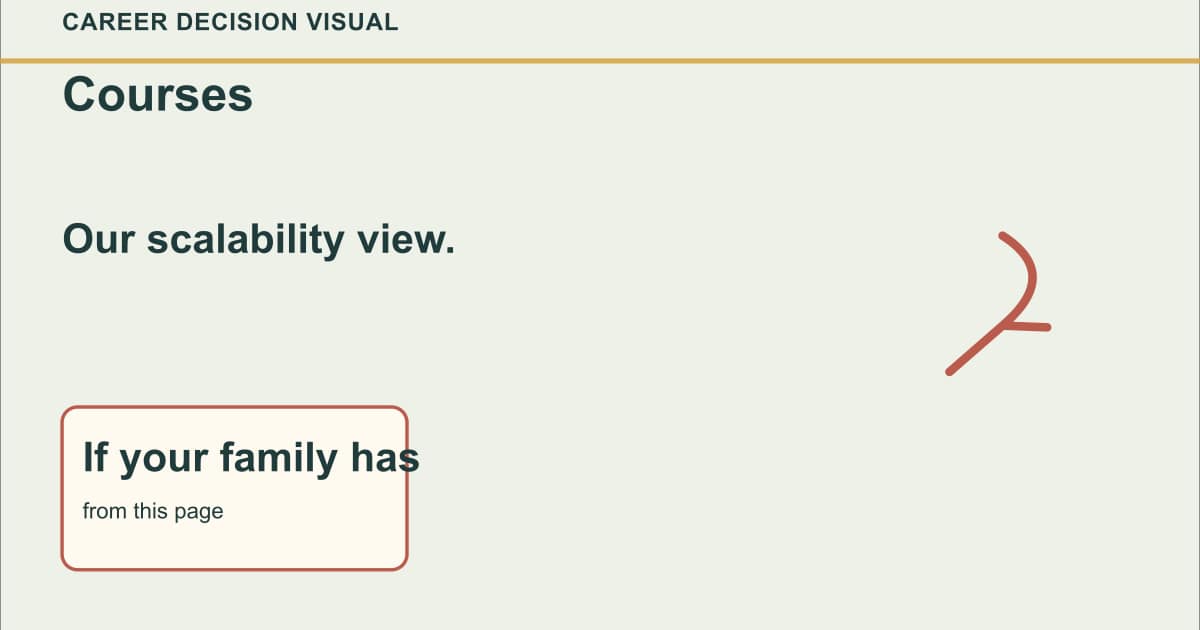 CAREER DECISION VISUAL
Courses
Our scalability view.
If your family has
from this page